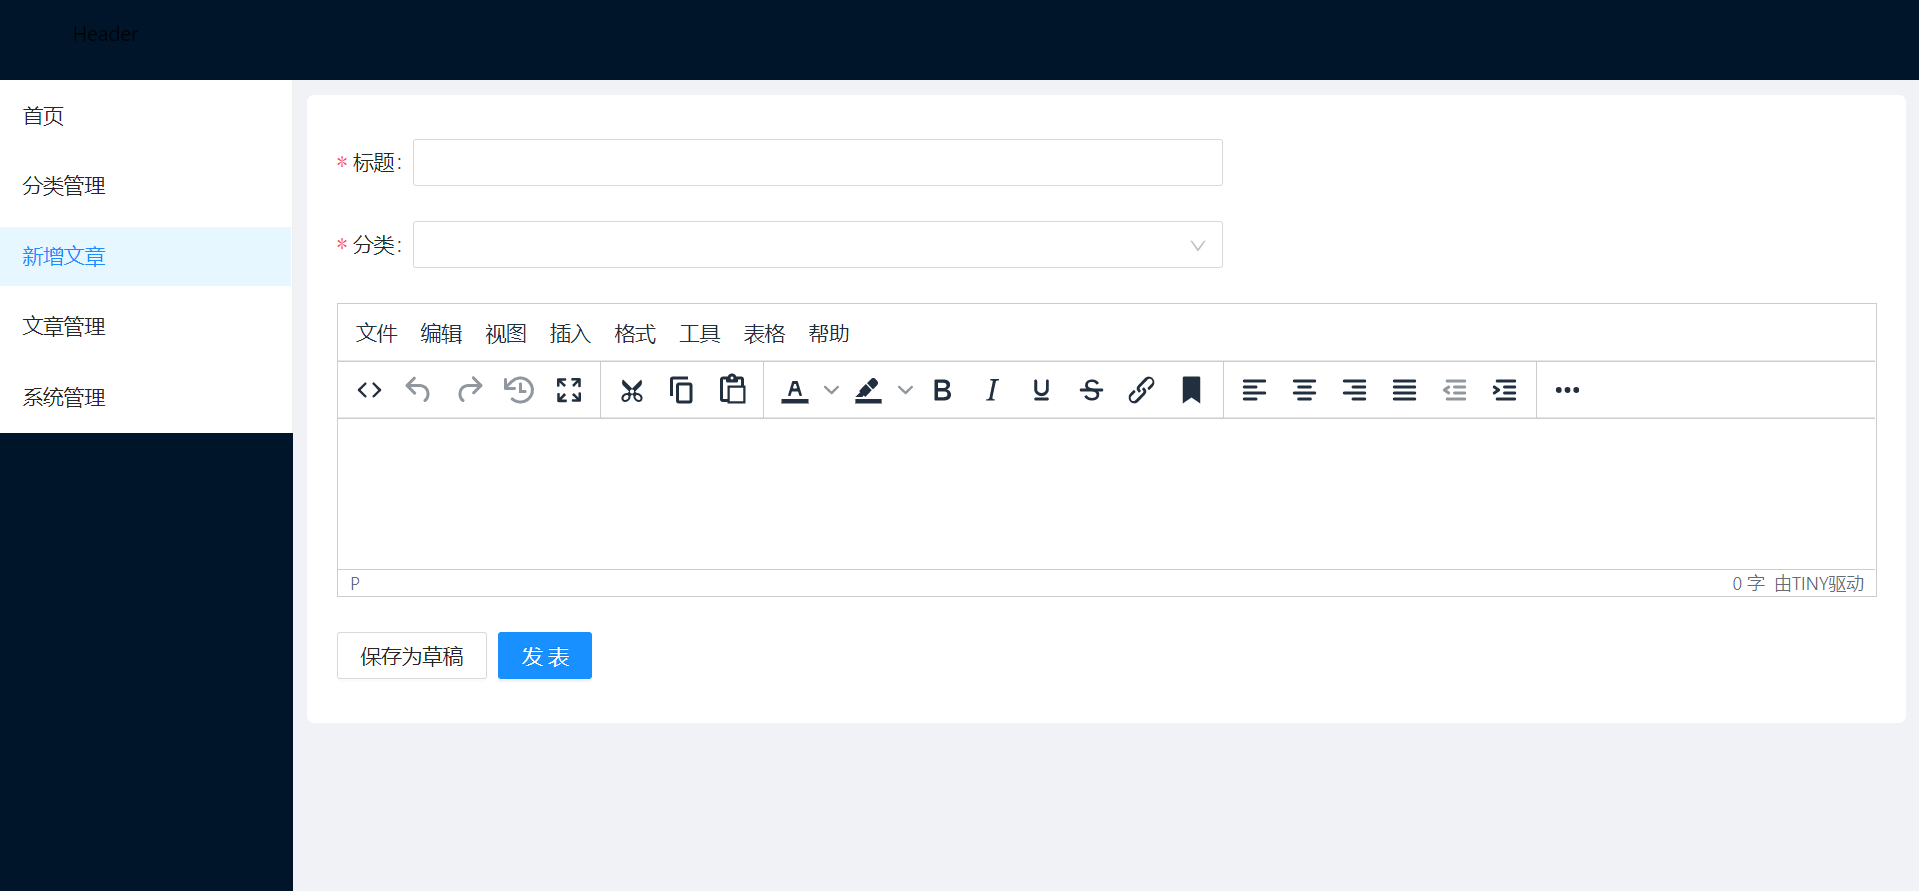 Header
首页
分类管理
新增文章
文章管理
系统管理
* 标题:
* 分类:
文件 编辑 视图 插入 格式 工具 表格 帮助
P
0 字 由TINY驱动
保存为草稿 发 表